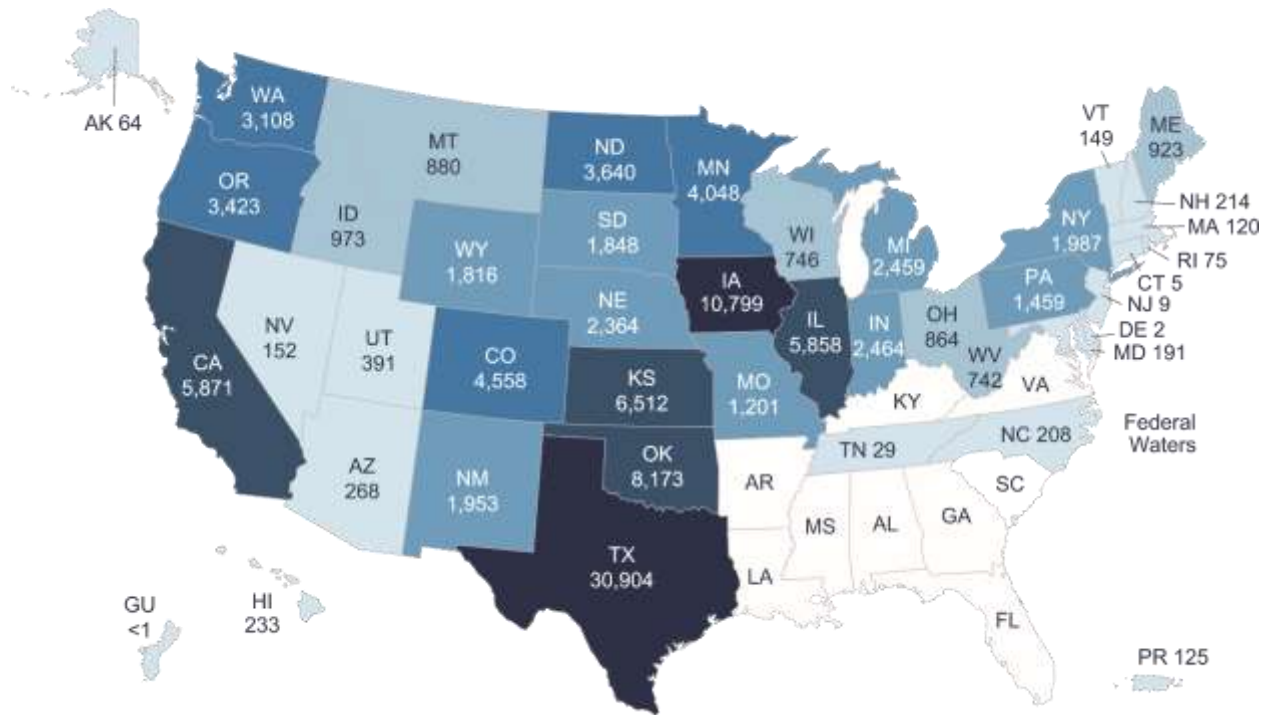 AK 64
WA
3,108
OR
3,423
CA
5,871
NV
152
ID
973
MT
880
WY
1,816
UT
391
AZ
268
CO
4,558
NM
1,953
ND
3,640
SD
1,848
NE
2,364
KS
6,512
OK
8,173
TX
30,904
MN
4,048
IA
10,799
MO
1,201
AR
LA
WI
746
IL
5,858
MI
2,459
IN
2,464
OH
864
KY
TN 29
MS
AL
GA
FL
SC
NC 208
VA
WV
742
PA
1,459
NY
1,987
VT
149
ME
923
NH 214
MA 120
RI 75
CT 5
NJ 9
DE 2
MD 191
Federal
Waters
GU
<1
HI
233
PR 125